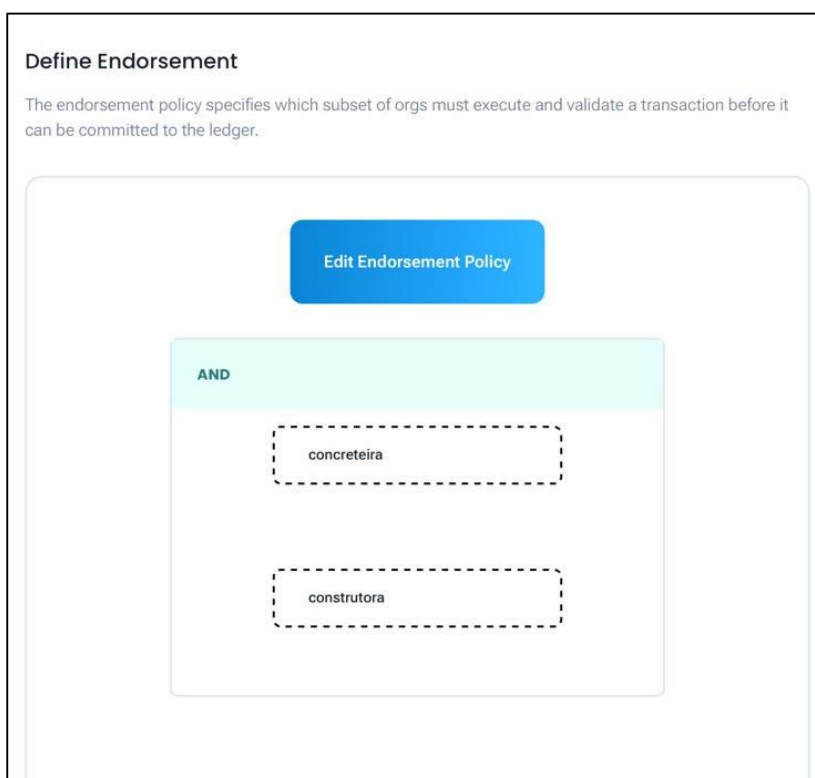 Define Endorsement
The endorsement policy specifies which subset of orgs must execute and validate a transaction before it
can be committed to the ledger.
Edit Endorsement Policy
AND
concreteira
construtora